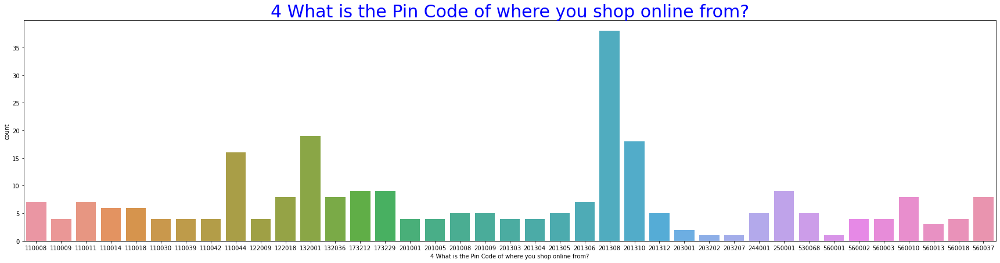 4 What is the Pin Code of where you shop online from?
35
30
25
20
15
10
5
0
count
110008 110009 110011 110014 110018 110030 110039 110042 110044 122009 122018 132001 132036 173212 173229 201001 201005 201008 201009 201303 201304 201305 201306 201308 201310 201312 203001 203202 203207 244001 250001 530068 560001 560002 560003 560010 560013 560018 560037
4 What is the Pin Code of where you shop online from?